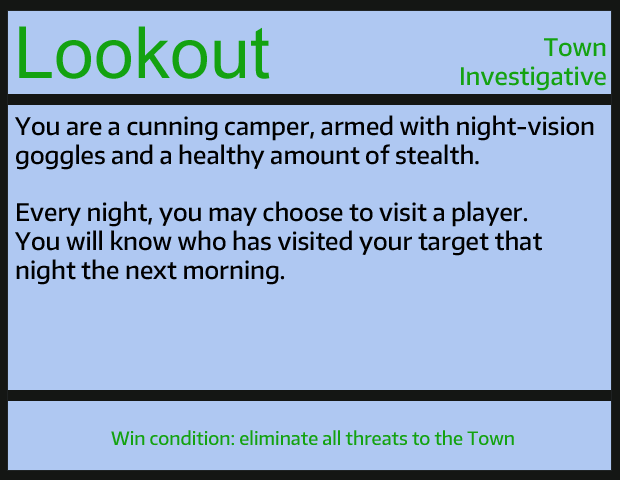 Lookout
Town
Investigative
You are a cunning camper, armed with night-vision
goggles and a healthy amount of stealth.
Every night, you may choose to visit a player.
You will know who has visited your target that
night the next morning.
Win condition: eliminate all threats to the Town